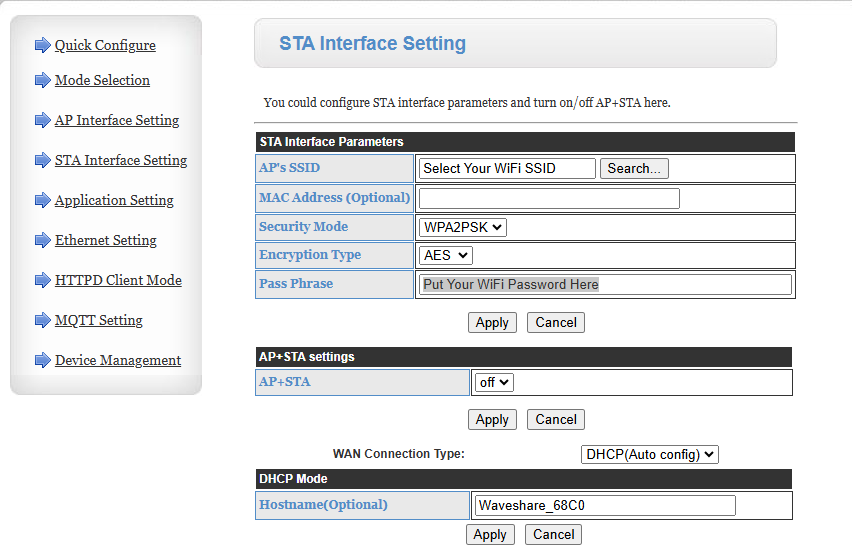 Quick Configure
Mode Selection
AP Interface Setting
STA Interface Setting
Application Setting
Ethernet Setting
HTTPD Client Mode
MQTT Setting
Device Management
STA Interface Setting
You could configure STA interface parameters and turn on/off AP+STA here.
STA Interface Parameters
AP's SSID Select Your WiFi SSID Search...
MAC Address (Optional)
Security Mode WPA2PSK
Encryption Type AES
Pass Phrase Put Your WiFi Password Here
Apply Cancel
AP+STA settings
AP+STA off
Apply Cancel
WAN Connection Type: DHCP(Auto config)
DHCP Mode
Hostname(Optional) Waveshare_68C0
Apply Cancel